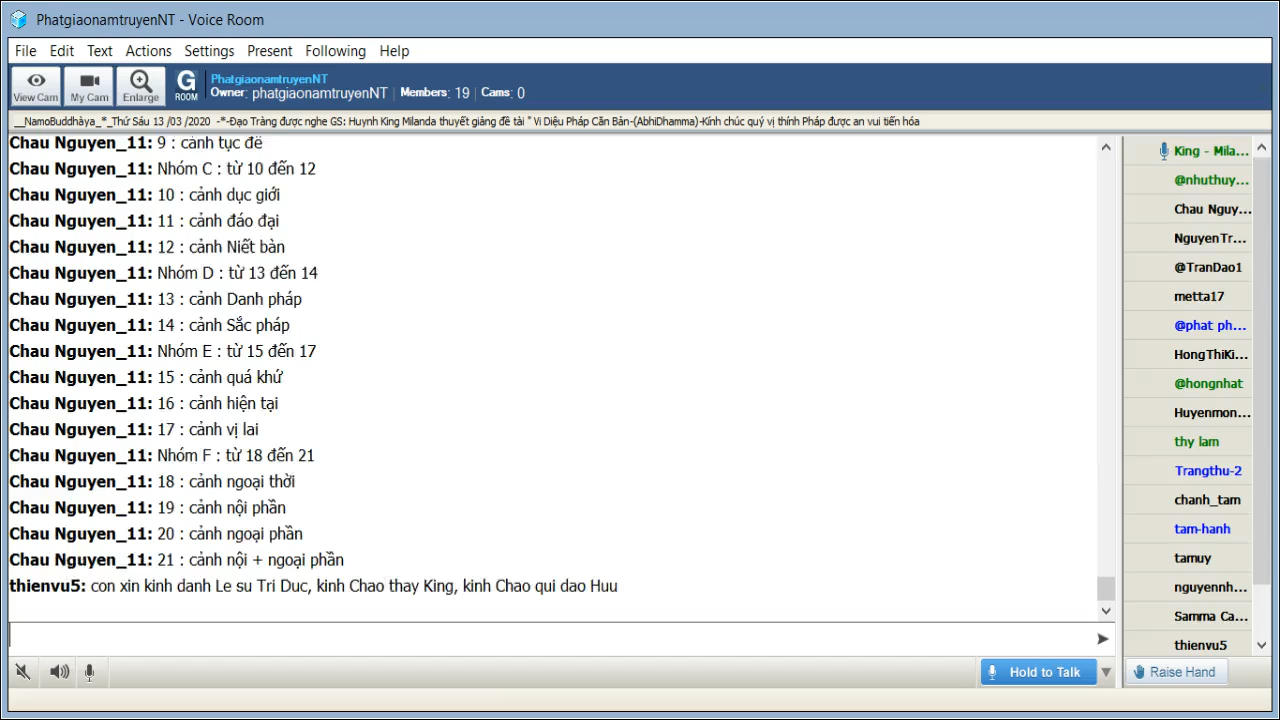 PhatgiaonamtruyenNT - Voice Room
File Edit Text Actions Settings Present Following Help
View Cam My Cam Enlarge G ROOM
PhatgiaonamtruyenNT
Owner: phatgiaonamtruyenNT Members: 19 Cams: 0
__NamoBuddhàya_*_Thứ Sáu 13 /03 /2020 -*-Đạo Tràng được nghe GS: Huynh King Milanda thuyết giảng đề tài " Vi Diệu Pháp Căn Bản-(AbhiDhamma)-Kính chúc quý vị thính Pháp được an vui tiến hóa
Chau Nguyen_11: 9 : cảnh tục đế
Chau Nguyen_11: Nhóm C : từ 10 đến 12
Chau Nguyen_11: 10 : cảnh dục giới
Chau Nguyen_11: 11 : cảnh đáo đại
Chau Nguyen_11: 12 : cảnh Niết bàn
Chau Nguyen_11: Nhóm D : từ 13 đến 14
Chau Nguyen_11: 13 : cảnh Danh pháp
Chau Nguyen_11: 14 : cảnh Sắc pháp
Chau Nguyen_11: Nhóm E : từ 15 đến 17
Chau Nguyen_11: 15 : cảnh quá khứ
Chau Nguyen_11: 16 : cảnh hiện tại
Chau Nguyen_11: 17 : cảnh vị lai
Chau Nguyen_11: Nhóm F : từ 18 đến 21
Chau Nguyen_11: 18 : cảnh ngoại thời
Chau Nguyen_11: 19 : cảnh nội phần
Chau Nguyen_11: 20 : cảnh ngoại phần
Chau Nguyen_11: 21 : cảnh nội + ngoại phần
thienvu5: con xin kinh danh Le su Tri Duc, kinh Chao thay King, kinh Chao qui dao Huu
King - Mila...
@nhuthuy...
Chau Nguy...
NguyenTr...
@TranDao1
metta17
@phat ph...
HongThiKi...
@hongnhat
Huyenmon...
thy lam
Trangthu-2
chanh_tam
tam-hanh
tamuy
nguyennh...
Samma Ca...
thienvu5
Hold to Talk
Raise Hand